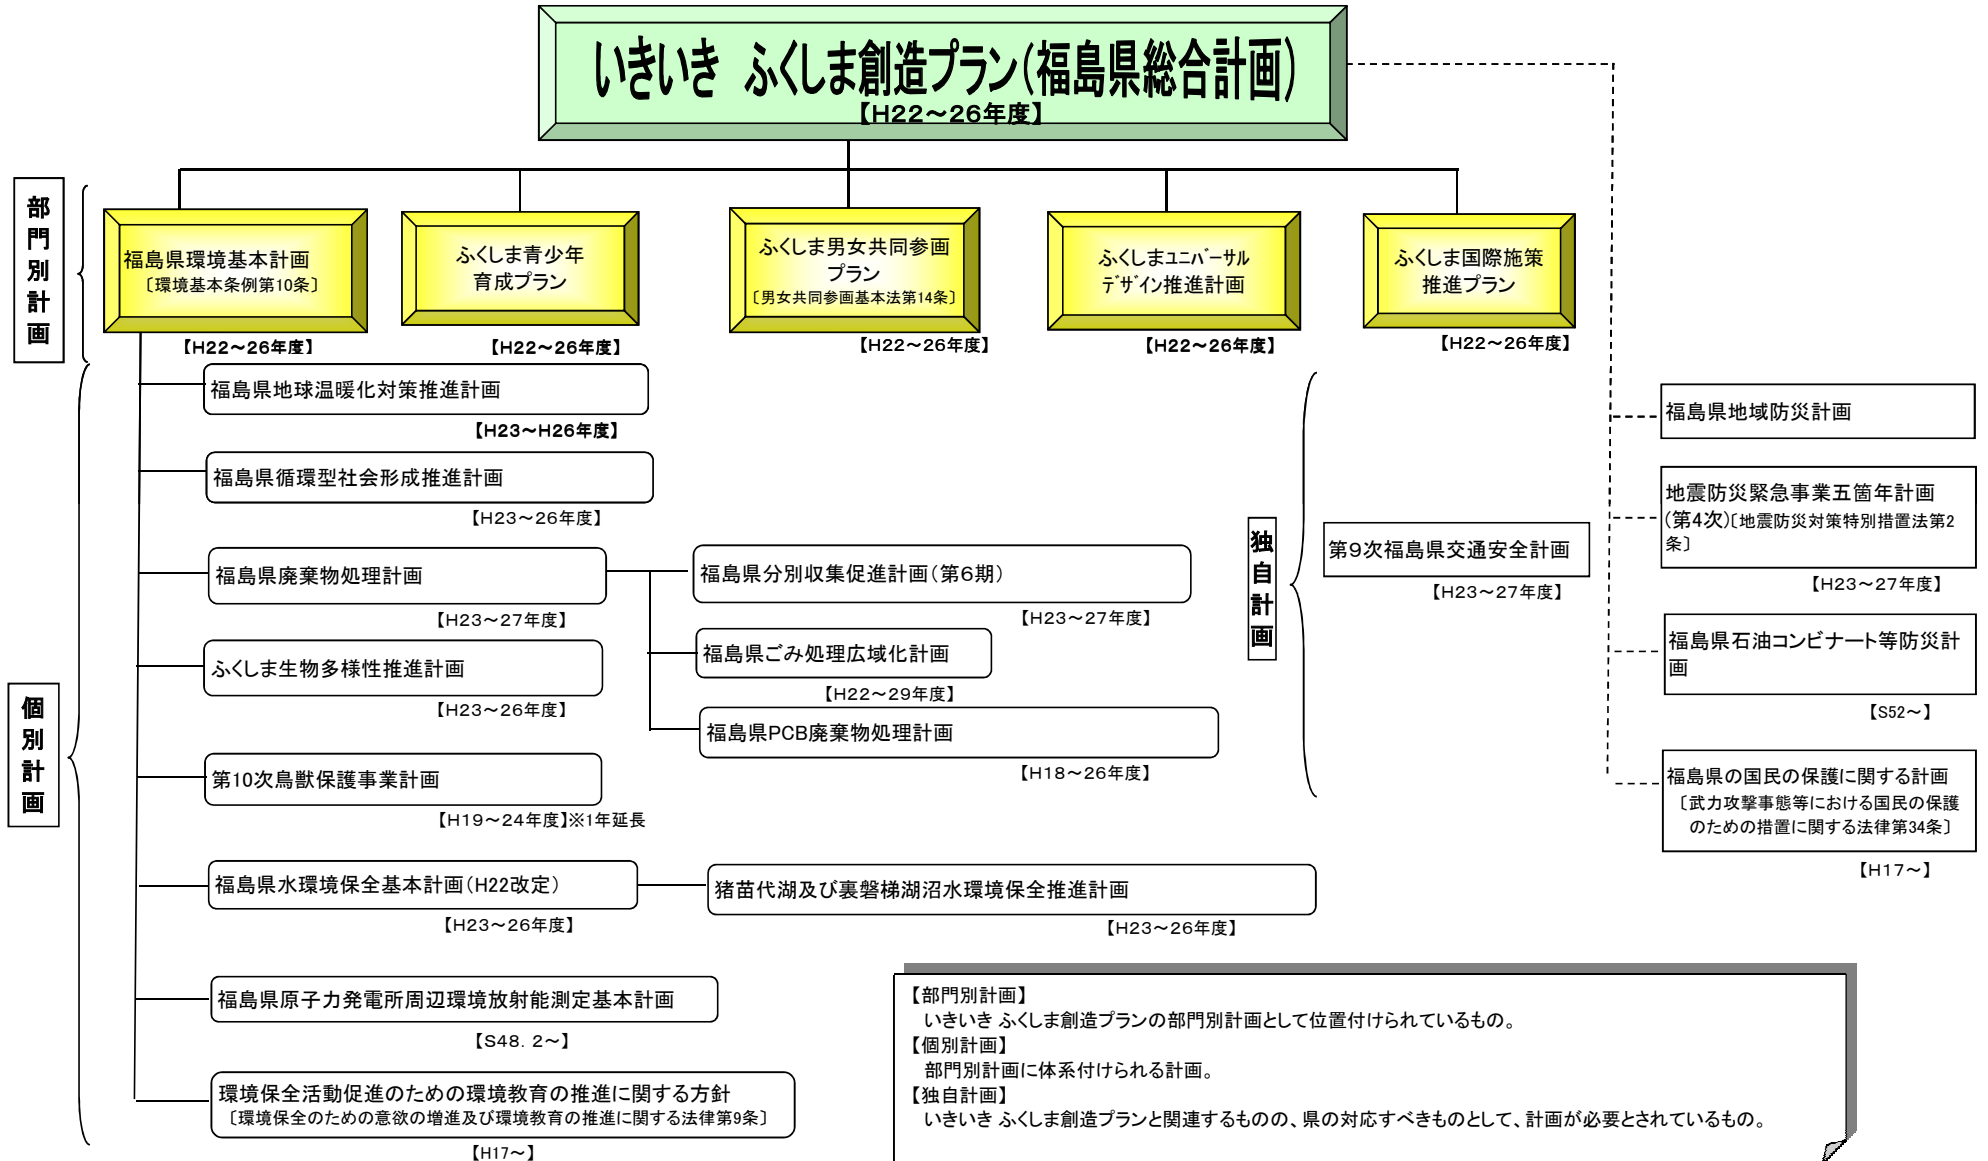 いきいき ふくしま創造プラン(福島県総合計画)
【H22～26年度】
部門別計画
福島県環境基本計画
〔環境基本条例第10条〕
【H22～26年度】
ふくしま青少年
育成プラン
【H22～26年度】
ふくしま男女共同参画
プラン
〔男女共同参画基本法第14条〕
【H22～26年度】
ふくしまユニバーサル
デザイン推進計画
【H22～26年度】
ふくしま国際施策
推進プラン
【H22～26年度】
個別計画
福島県地球温暖化対策推進計画
【H23～H26年度】
福島県循環型社会形成推進計画
【H23～26年度】
福島県廃棄物処理計画
【H23～27年度】
福島県分別収集促進計画(第6期)
【H23～27年度】
福島県ごみ処理広域化計画
【H22～29年度】
福島県PCB廃棄物処理計画
【H18～26年度】
ふくしま生物多様性推進計画
【H23～26年度】
第10次鳥獣保護事業計画
【H19～24年度】※1年延長
福島県水環境保全基本計画(H22改定)
【H23～26年度】
猪苗代湖及び裏磐梯湖沼水環境保全推進計画
【H23～26年度】
福島県原子力発電所周辺環境放射能測定基本計画
【S48．2～】
環境保全活動促進のための環境教育の推進に関する方針
〔環境保全のための意欲の増進及び環境教育の推進に関する法律第9条〕
【H17～】
独自計画
第9次福島県交通安全計画
【H23～27年度】
福島県地域防災計画
地震防災緊急事業五箇年計画
(第4次)〔地震防災対策特別措置法第2
条〕
【H23～27年度】
福島県石油コンビナート等防災計
画
【S52～】
福島県の国民の保護に関する計画
〔武力攻撃事態等における国民の保護
のための措置に関する法律第34条〕
【H17～】
【部門別計画】
いきいき ふくしま創造プランの部門別計画として位置付けられているもの。
【個別計画】
部門別計画に体系付けられる計画。
【独自計画】
いきいき ふくしま創造プランと関連するものの、県の対応すべきものとして、計画が必要とされているもの。